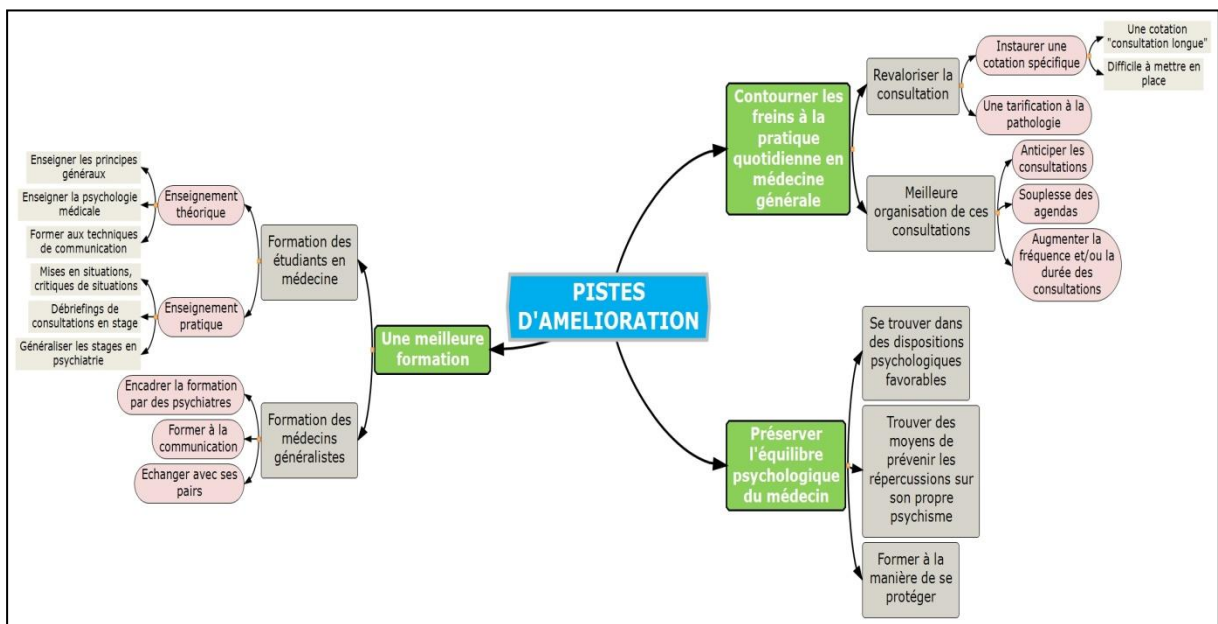 PISTES
D'AMELIORATION
Contourner les
freins à la
pratique
quotidienne en
médecine
générale
Revaloriser la
consultation
Instaurer une
cotation spécifique
Une cotation
"consultation longue"
Difficile à mettre en
place
Une tarification à la
pathologie
Meilleure
organisation de ces
consultations
Anticiper les
consultations
Souplesse des
agendas
Augmenter la
fréquence et/ou la
durée des
consultations
Préserver
l'équilibre
psychologique
du médecin
Se trouver dans
des dispositions
psychologiques
favorables
Trouver des
moyens de
prévenir les
répercussions sur
son propre
psychisme
Former à la
manière de se
protéger
Une meilleure
formation
Formation des
étudiants en
médecine
Enseignement
théorique
Enseigner les principes
généraux
Enseigner la psychologie
médicale
Former aux techniques
de communication
Enseignement
pratique
Mises en situations,
critiques de situations
Débriefings de
consultations en stage
Généraliser les stages en
psychiatrie
Formation des
médecins
généralistes
Encadrer la formation
par des psychiatres
Former à la
communication
Echanger avec ses
pairs